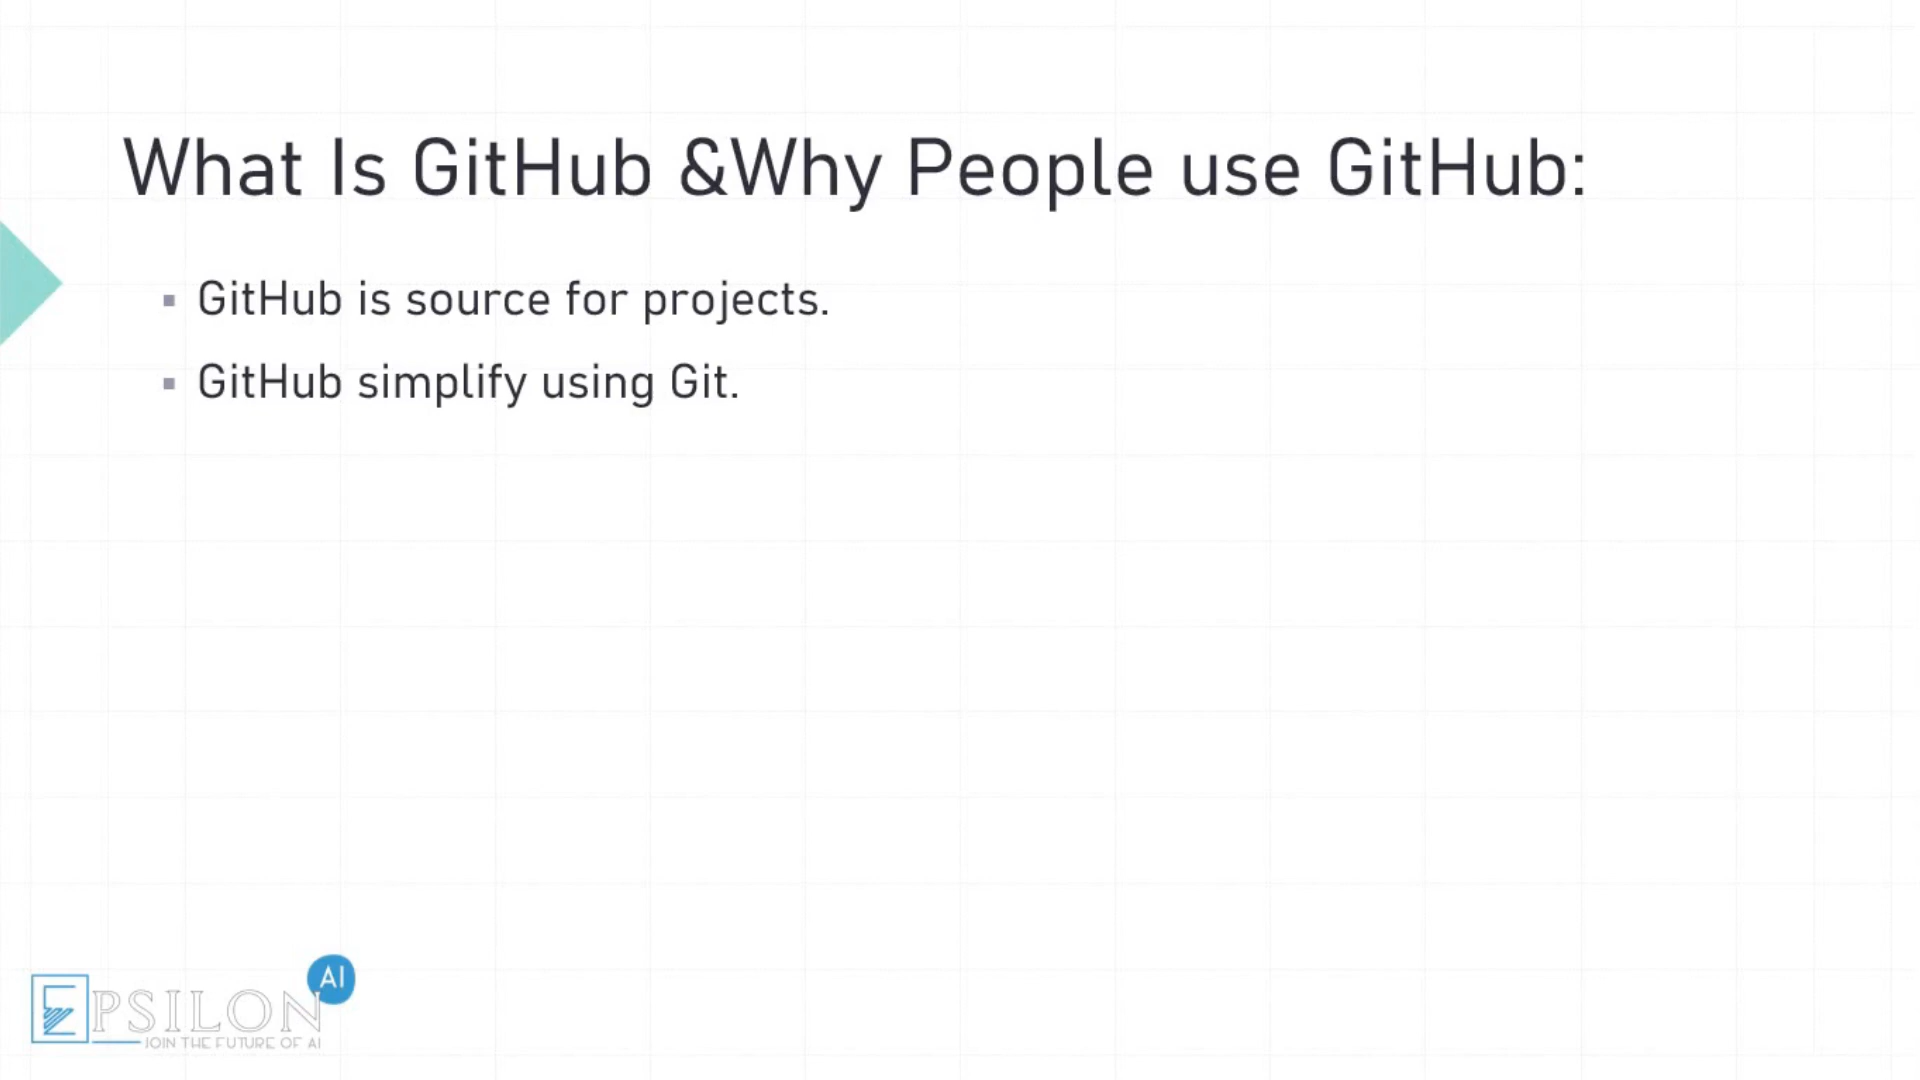 What Is GitHub &Why People use GitHub:
GitHub is source for projects.
GitHub simplify using Git.
EPSILON AI
JOIN THE FUTURE OF AI